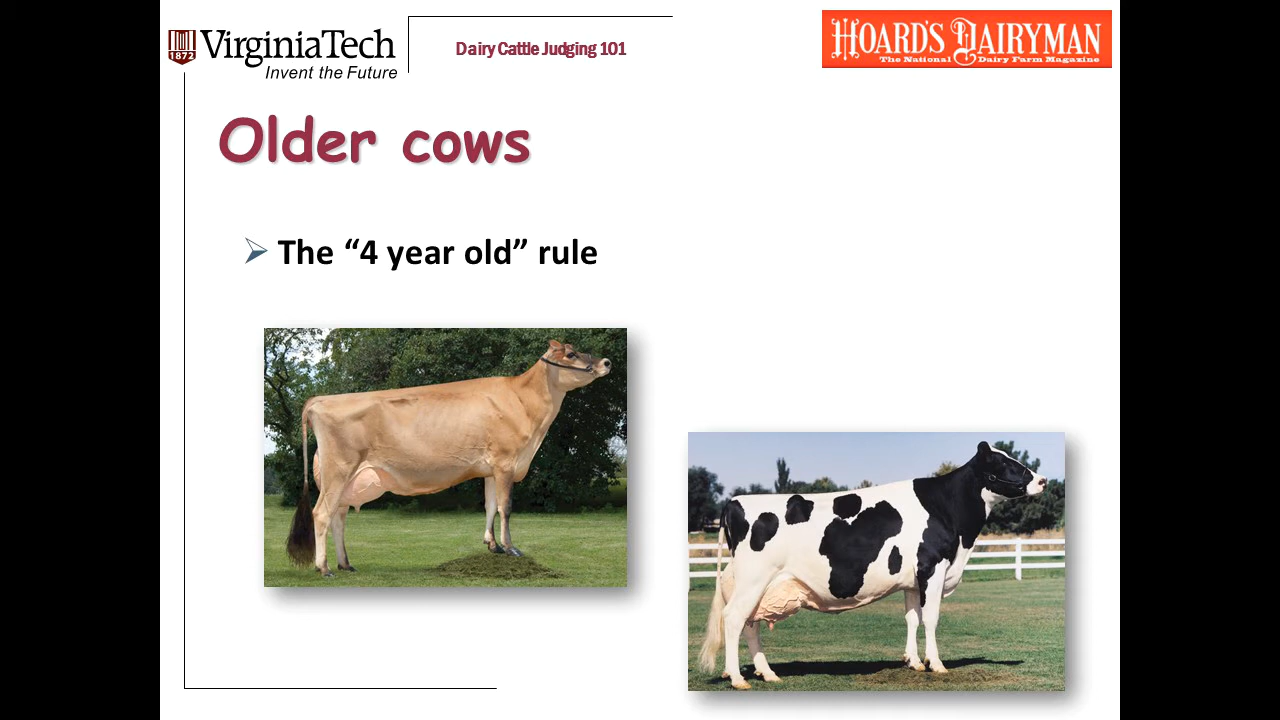 1872
VirginiaTech
Invent the Future
Dairy Cattle Judging 101
HOARD'S DAIRYMAN
The National Dairy Farm Magazine
Older cows
The “4 year old” rule